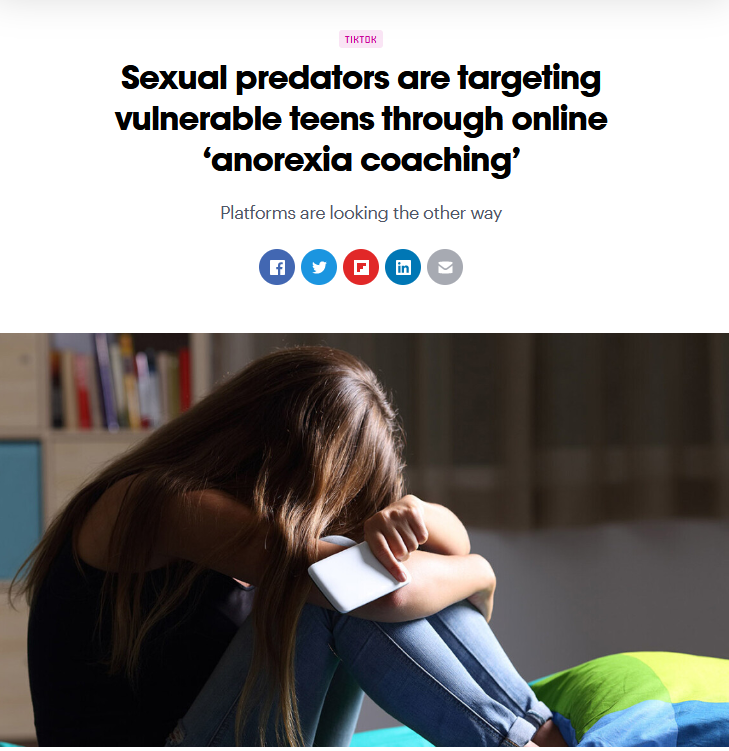 TIKTOK
Sexual predators are targeting
vulnerable teens through online
‘anorexia coaching’
Platforms are looking the other way